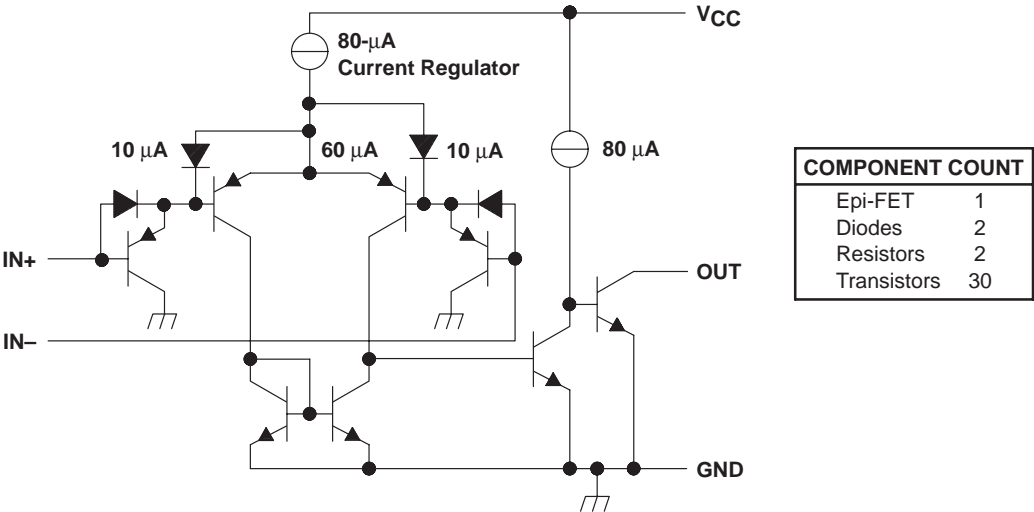 VCC
80-μA
Current Regulator
10 μA
60 μA
10 μA
80 μA
IN+
OUT
IN–
GND
COMPONENT COUNT
Epi-FET 1
Diodes 2
Resistors 2
Transistors 30